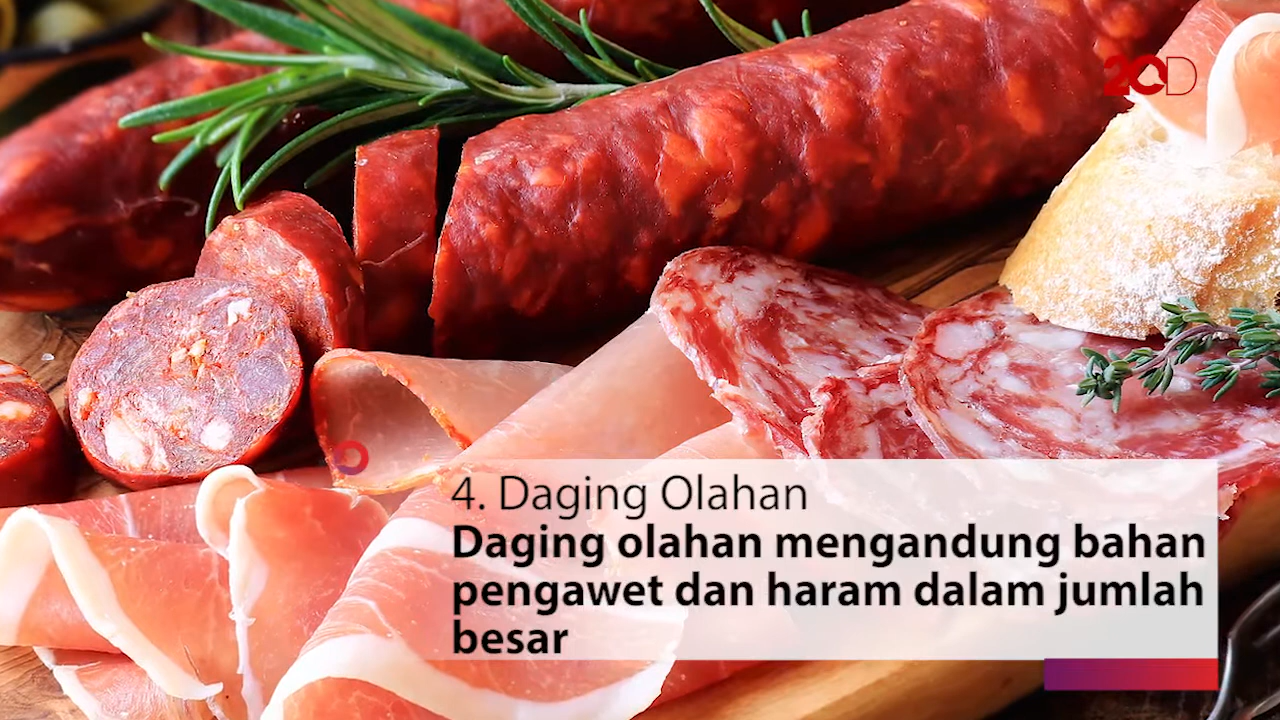 20D
4. Daging Olahan
Daging olahan mengandung bahan
pengawet dan haram dalam jumlah
besar